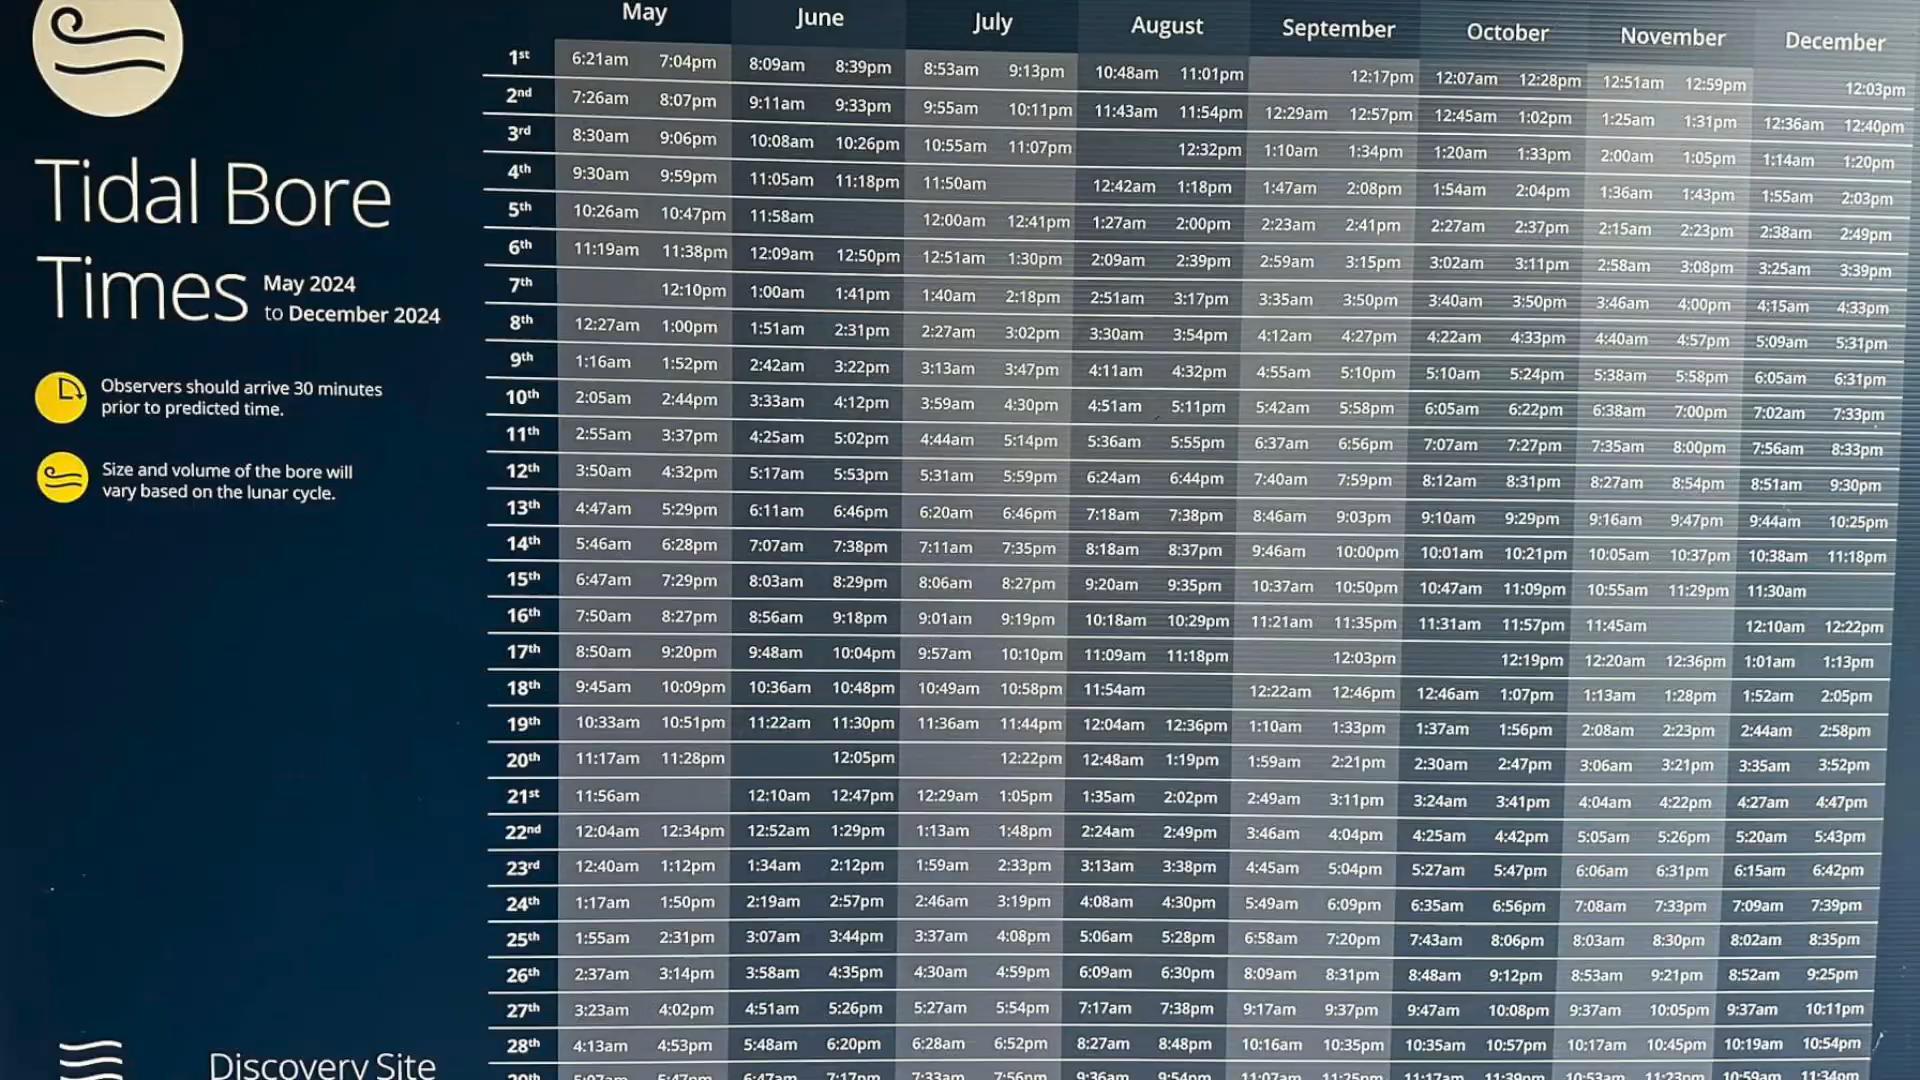 May June July August September October November December
Tidal Bore
Times May 2024
to December 2024
Observers should arrive 30 minutes
prior to predicted time.
Size and volume of the bore will
vary based on the lunar cycle.
Discovery Site
1st 6:21am 7:04pm 8:09am 8:39pm 8:53am 9:13pm 10:48am 11:01pm 12:17pm 12:07am 12:28pm 12:51am 12:59pm 12:03pm
2nd 7:26am 8:07pm 9:11am 9:33pm 9:55am 10:11pm 11:43am 11:54pm 12:29am 12:57pm 12:45am 1:02pm 1:25am 1:31pm 12:36am 12:40pm
3rd 8:30am 9:06pm 10:08am 10:26pm 10:55am 11:07pm 12:32pm 1:10am 1:34pm 1:20am 1:33pm 2:00am 1:05pm 1:14am 1:20pm
4th 9:30am 9:59pm 11:05am 11:18pm 11:50am 12:42am 1:18pm 1:47am 2:08pm 1:54am 2:04pm 1:36am 1:43pm 1:55am 2:03pm
5th 10:26am 10:47pm 11:58am 12:00am 12:41pm 1:27am 2:00pm 2:23am 2:41pm 2:27am 2:37pm 2:15am 2:23pm 2:38am 2:49pm
6th 11:19am 11:38pm 12:09am 12:50pm 12:51am 1:30pm 2:09am 2:39pm 2:59am 3:15pm 3:02am 3:11pm 2:58am 3:08pm 3:25am 3:39pm
7th 12:10pm 1:00am 1:41pm 1:40am 2:18pm 2:51am 3:17pm 3:35am 3:50pm 3:40am 3:50pm 3:46am 4:00pm 4:15am 4:33pm
8th 12:27am 1:00pm 1:51am 2:31pm 2:27am 3:02pm 3:30am 3:54pm 4:12am 4:27pm 4:22am 4:33pm 4:40am 4:57pm 5:09am 5:31pm
9th 1:16am 1:52pm 2:42am 3:22pm 3:13am 3:47pm 4:11am 4:32pm 4:55am 5:10pm 5:10am 5:24pm 5:38am 5:58pm 6:05am 6:31pm
10th 2:05am 2:44pm 3:33am 4:12pm 3:59am 4:30pm 4:51am 5:11pm 5:42am 5:58pm 6:05am 6:22pm 6:38am 7:00pm 7:02am 7:33pm
11th 2:55am 3:37pm 4:25am 5:02pm 4:44am 5:14pm 5:36am 5:55pm 6:37am 6:56pm 7:07am 7:27pm 7:35am 8:00pm 7:56am 8:33pm
12th 3:50am 4:32pm 5:17am 5:53pm 5:31am 5:59pm 6:24am 6:44pm 7:40am 7:59pm 8:12am 8:31pm 8:27am 8:54pm 8:51am 9:30pm
13th 4:47am 5:29pm 6:11am 6:46pm 6:20am 6:46pm 7:18am 7:38pm 8:46am 9:03pm 9:10am 9:29pm 9:16am 9:47pm 9:44am 10:25pm
14th 5:46am 6:28pm 7:07am 7:38pm 7:11am 7:35pm 8:18am 8:37pm 9:46am 10:00pm 10:01am 10:21pm 10:05am 10:37pm 10:38am 11:18pm
15th 6:47am 7:29pm 8:03am 8:29pm 8:06am 8:27pm 9:20am 9:35pm 10:37am 10:50pm 10:47am 11:09pm 10:55am 11:29pm 11:30am
16th 7:50am 8:27pm 8:56am 9:18pm 9:01am 9:19pm 10:18am 10:29pm 11:21am 11:35pm 11:31am 11:57pm 11:45am 12:10am 12:22pm
17th 8:50am 9:20pm 9:48am 10:04pm 9:57am 10:10pm 11:09am 11:18pm 12:03pm 12:19pm 12:20am 12:36pm 1:01am 1:13pm
18th 9:45am 10:09pm 10:36am 10:48pm 10:49am 10:58pm 11:54am 12:22am 12:46pm 12:46am 1:07pm 1:13am 1:28pm 1:52am 2:05pm
19th 10:33am 10:51pm 11:22am 11:30pm 11:36am 11:44pm 12:04am 12:36pm 1:10am 1:33pm 1:37am 1:56pm 2:08am 2:23pm 2:44am 2:58pm
20th 11:17am 11:28pm 12:05pm 12:22pm 12:48am 1:19pm 1:59am 2:21pm 2:30am 2:47pm 3:06am 3:21pm 3:35am 3:52pm
21st 11:56am 12:10am 12:47pm 12:29am 1:05pm 1:35am 2:02pm 2:49am 3:11pm 3:24am 3:41pm 4:04am 4:22pm 4:27am 4:47pm
22nd 12:04am 12:34pm 12:52am 1:29pm 1:13am 1:48pm 2:24am 2:49pm 3:46am 4:04pm 4:25am 4:42pm 5:05am 5:26pm 5:20am 5:43pm
23rd 12:40am 1:12pm 1:34am 2:12pm 1:59am 2:33pm 3:13am 3:38pm 4:45am 5:04pm 5:27am 5:47pm 6:06am 6:31pm 6:15am 6:42pm
24th 1:17am 1:50pm 2:19am 2:57pm 2:46am 3:19pm 4:08am 4:30pm 5:49am 6:09pm 6:35am 6:56pm 7:08am 7:33pm 7:09am 7:39pm
25th 1:55am 2:31pm 3:07am 3:44pm 3:37am 4:08pm 5:06am 5:28pm 6:58am 7:20pm 7:43am 8:06pm 8:03am 8:30pm 8:02am 8:35pm
26th 2:37am 3:14pm 3:58am 4:35pm 4:30am 4:59pm 6:09am 6:30pm 8:09am 8:31pm 8:48am 9:12pm 8:53am 9:21pm 8:52am 9:25pm
27th 3:23am 4:02pm 4:51am 5:26pm 5:27am 5:54pm 7:17am 7:38pm 9:17am 9:37pm 9:47am 10:08pm 9:37am 10:05pm 9:37am 10:11pm
28th 4:13am 4:53pm 5:48am 6:20pm 6:28am 6:52pm 8:27am 8:48pm 10:16am 10:35pm 10:35am 10:57pm 10:17am 10:45pm 10:19am 10:54pm